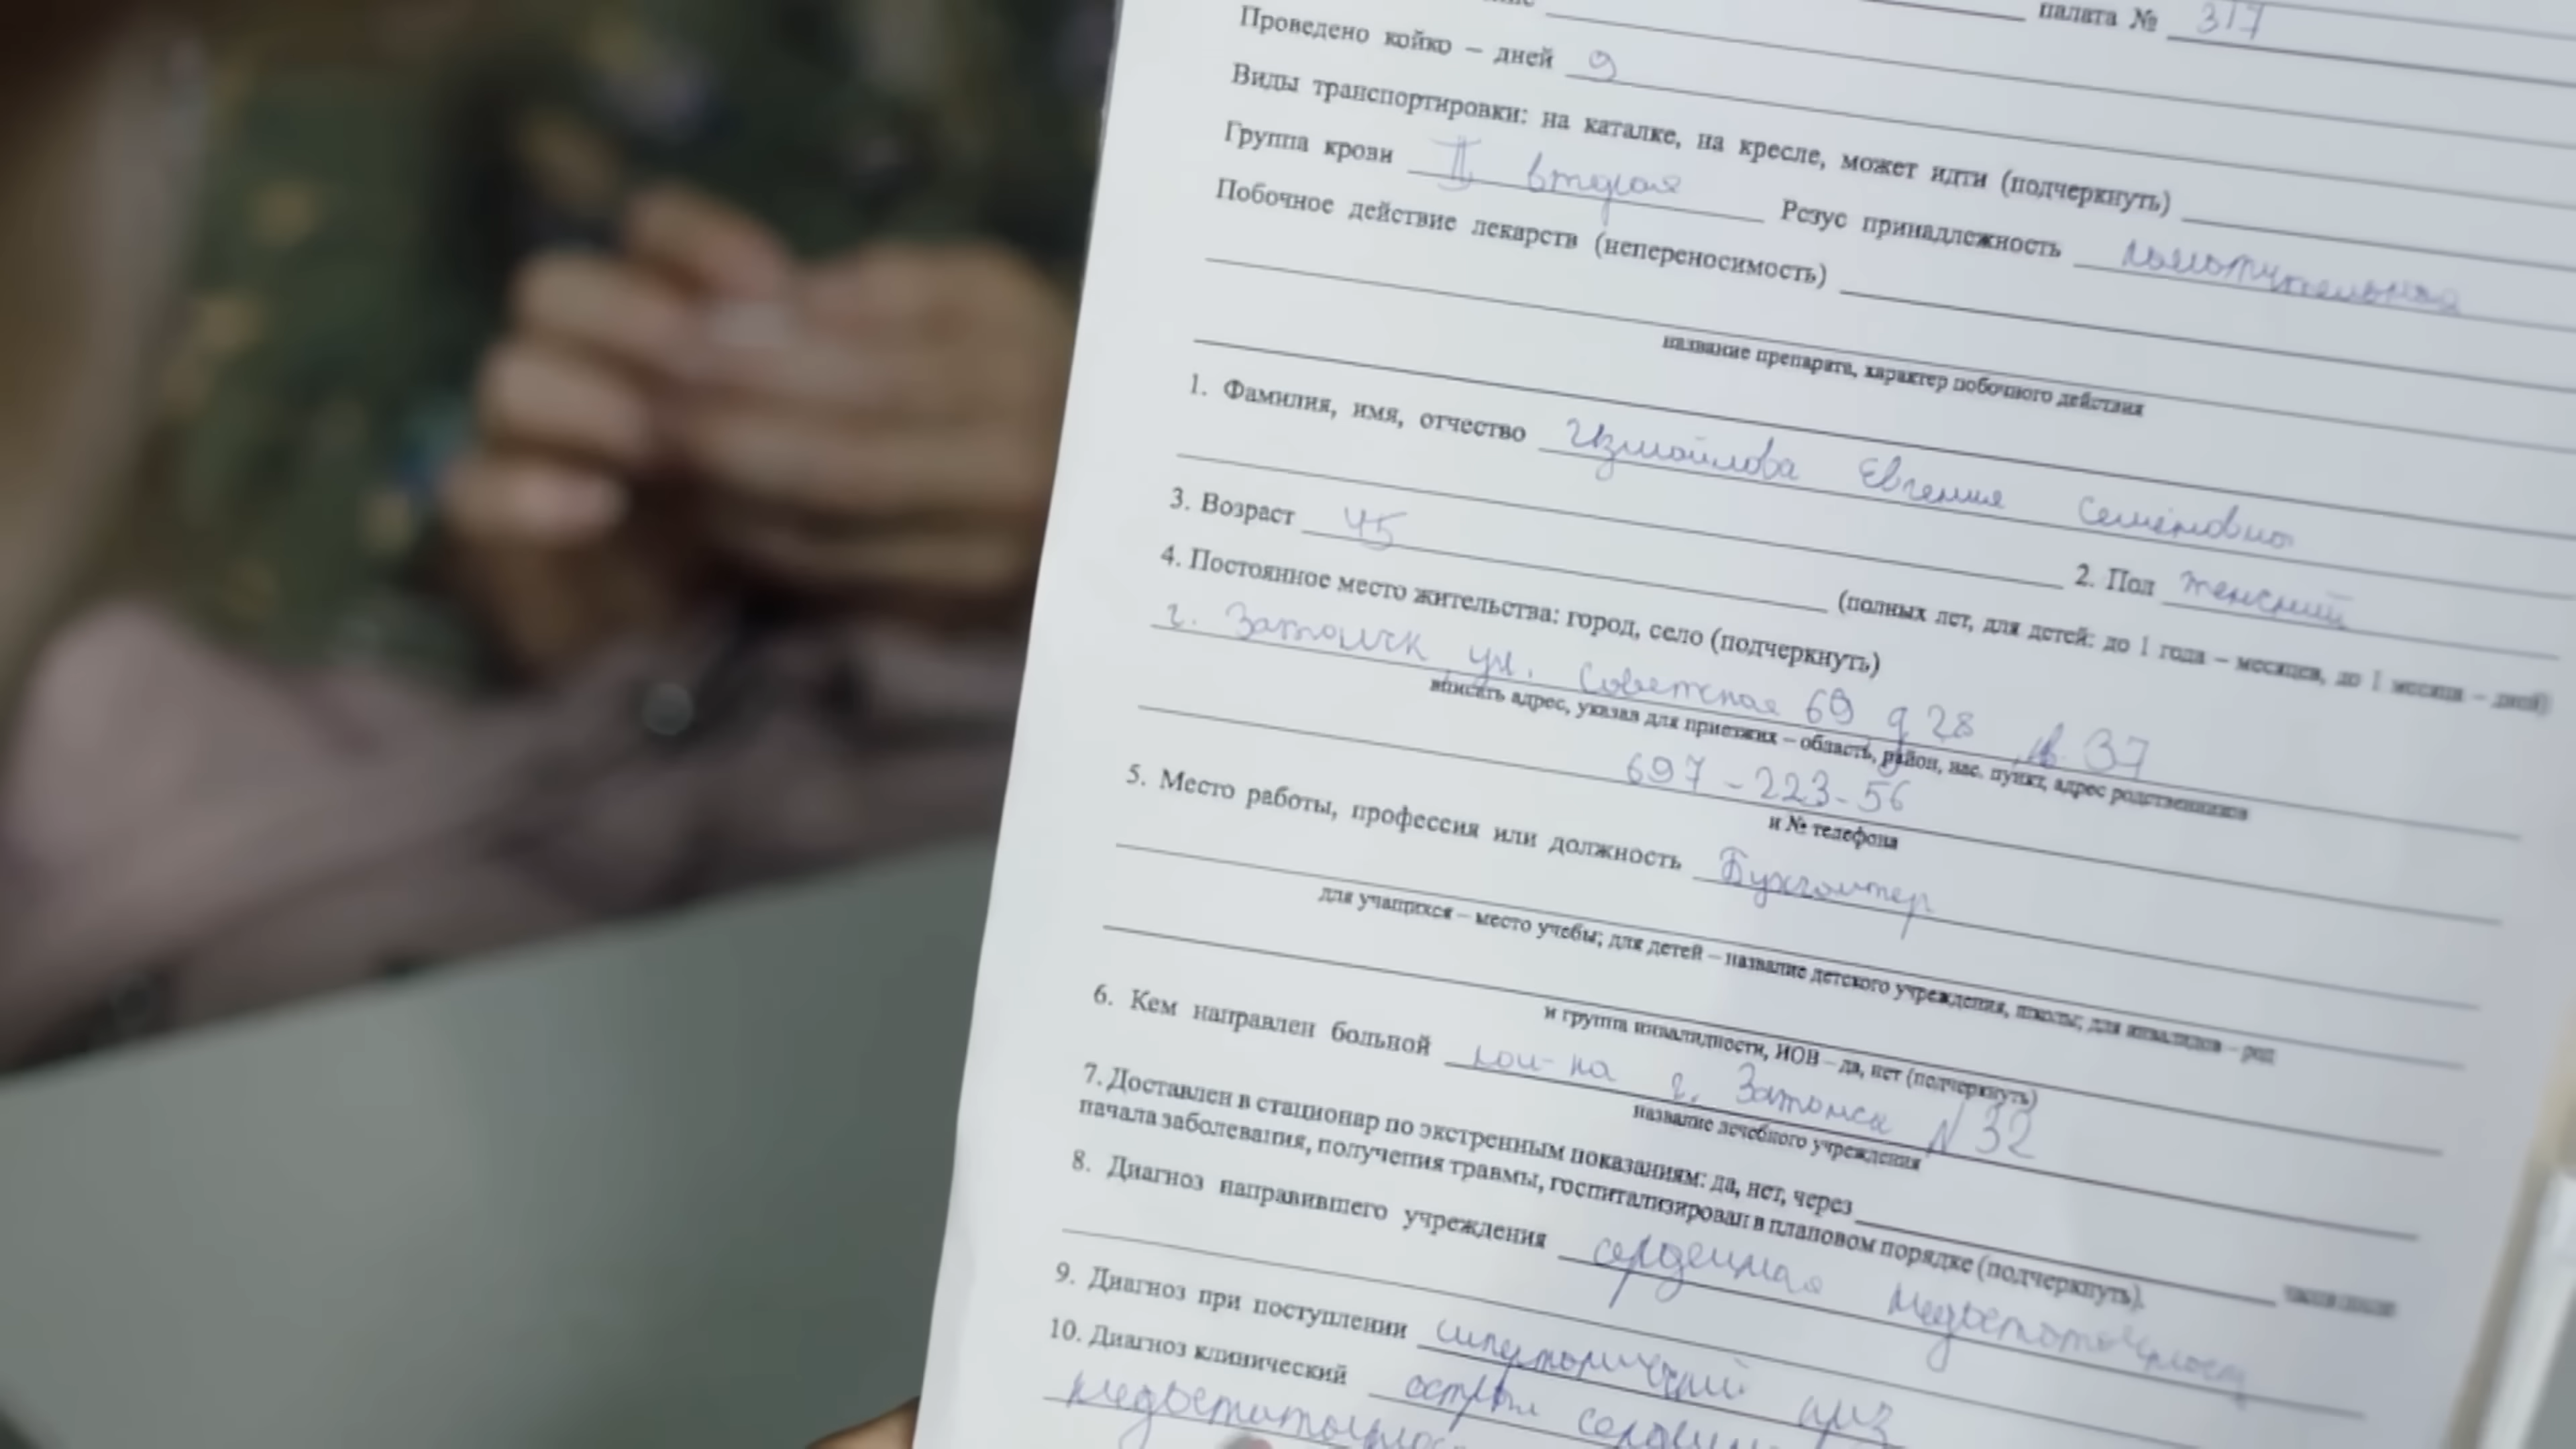 палата № 317
Проведено койко – дней 9
Виды транспортировки: на каталке, на кресле, может идти (подчеркнуть)
Группа крови II вторая Резус принадлежность
Побочное действие лекарств (непереносимость)
название препарата, характер побочного действия
1. Фамилия, имя, отчество Измайлова Евгения Семёновна
2. Пол женский
3. Возраст 45 (полных лет, для детей: до 1 года – месяцев, до 1 месяца – дней)
4. Постоянное место жительства: город, село (подчеркнуть)
г. Затонск ул. Советская 69 д 28 кв. 37
вписать адрес, указав для приезжих – область, район, нас. пункт, адрес родственников
697-223-56
и № телефона
5. Место работы, профессия или должность Бухгалтер
для учащихся – место учебы; для детей – название детского учреждения, школы; для инвалидов – род
и группа инвалидности, ИОВ – да, нет (подчеркнуть)
6. Кем направлен больной г. Затонска N 32
название лечебного учреждения
7. Доставлен в стационар по экстренным показаниям: да, нет, через
начала заболевания, получения травмы, госпитализирован в плановом порядке (подчеркнуть).
8. Диагноз направившего учреждения сердечная недостаточность
9. Диагноз при поступлении
10. Диагноз клинический